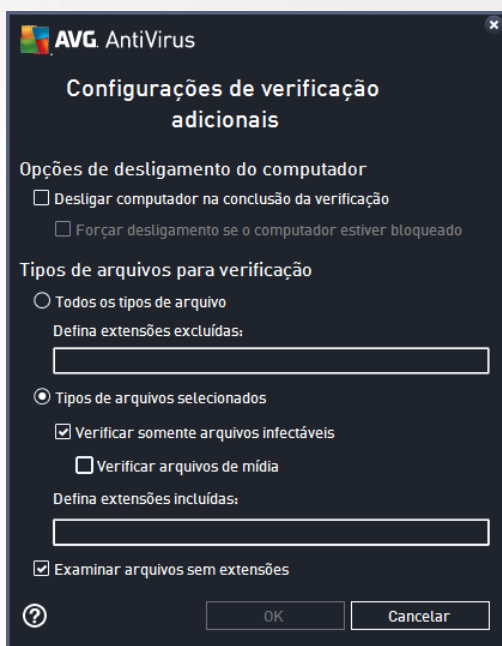 AVG. AntiVirus
Configurações de verificação
adicionais
Opções de desligamento do computador
Desligar computador na conclusão da verificação
Forçar desligamento se o computador estiver bloqueado
Tipos de arquivos para verificação
Todos os tipos de arquivo
Defina extensões excluídas:
Tipos de arquivos selecionados
Verificar somente arquivos infectáveis
Verificar arquivos de mídia
Defina extensões incluídas:
Examinar arquivos sem extensões
?
OK
Cancelar